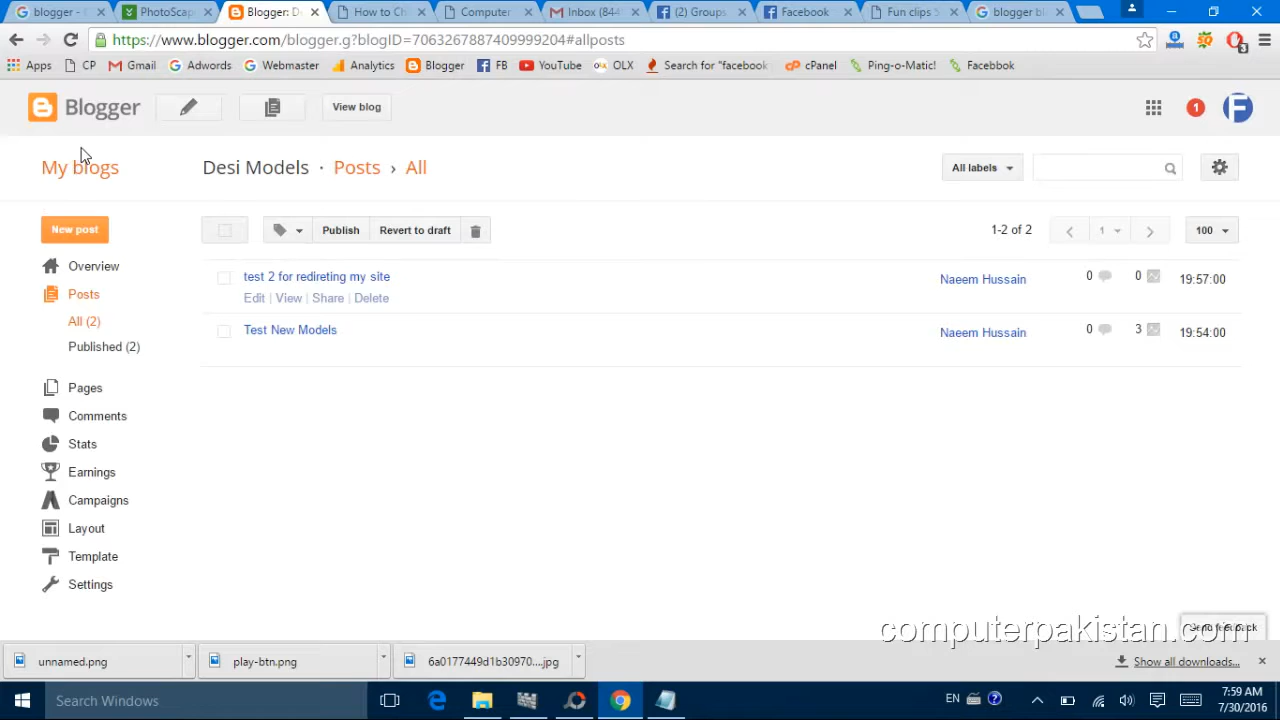 blogger -
PhotoScap
Blogger: D
How to Ch
Computer
Inbox (844
(2) Groups
Facebook
Fun clips
blogger bl
https://www.blogger.com/blogger.g?blogID=7063267887409999204#allposts
Apps CP Gmail Adwords Webmaster Analytics Blogger FB YouTube OLX Search for "facebook cPanel Ping-o-Matic! Facebbok
Blogger View blog 1
My blogs Desi Models · Posts › All All labels
New post Publish Revert to draft 1-2 of 2 1 100
Overview
test 2 for redireting my site Naeem Hussain 0 0 19:57:00
Posts Edit | View | Share | Delete
All (2)
Test New Models Naeem Hussain 0 3 19:54:00
Published (2)
Pages
Comments
Stats
Earnings
Campaigns
Layout
Template
Settings
computerpakistan.com
unnamed.png play-btn.png 6a0177449d1b30970....jpg Show all downloads...
Search Windows EN 7:59 AM
7/30/2016